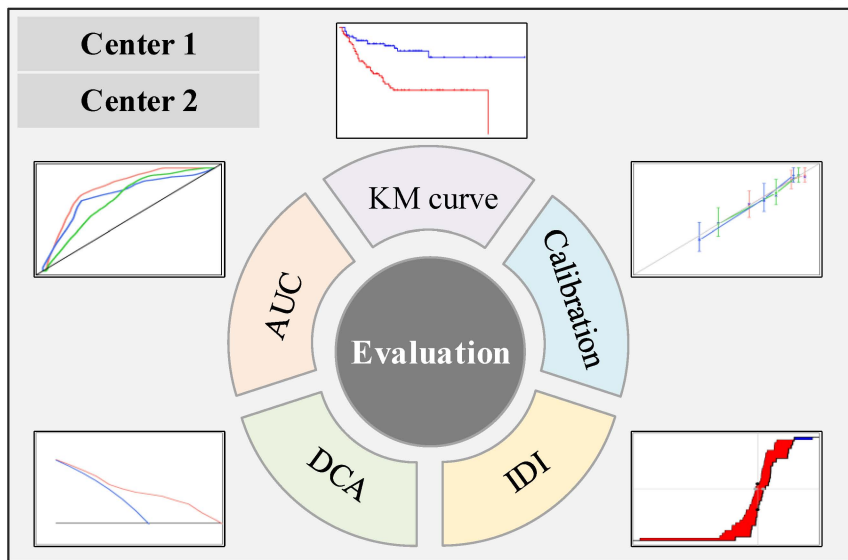 Center 1
Center 2
KM curve
AUC
Calibration
Evaluation
DCA
IDI